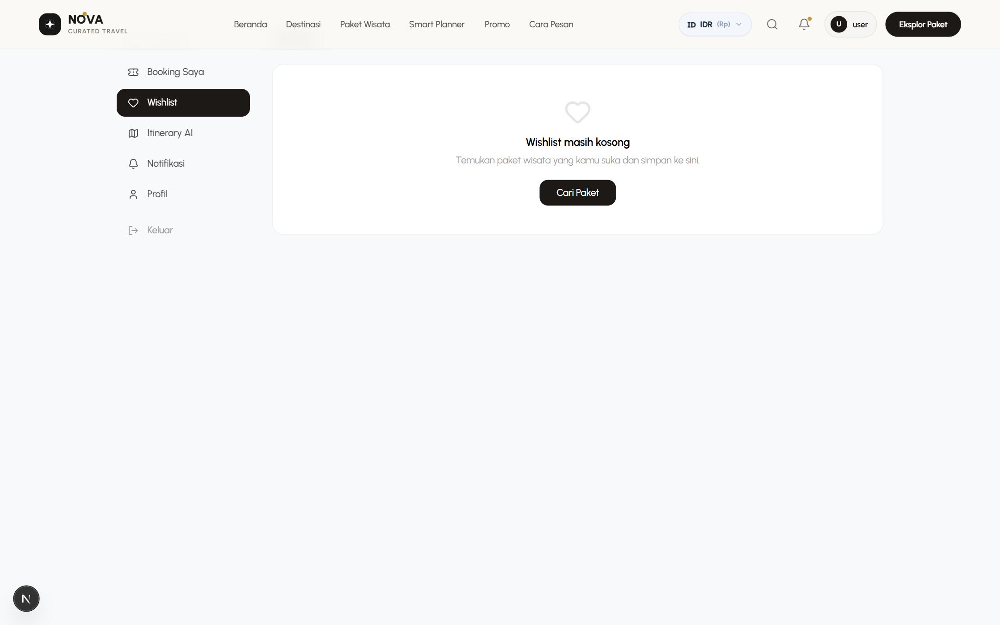 NOVA
CURATED TRAVEL
Beranda
Destinasi
Paket Wisata
Smart Planner
Promo
Cara Pesan
ID IDR (Rp)
U
user
Eksplor Paket
Booking Saya
Wishlist
Itinerary AI
Notifikasi
Profil
Keluar
Wishlist masih kosong
Temukan paket wisata yang kamu suka dan simpan ke sini.
Cari Paket
N